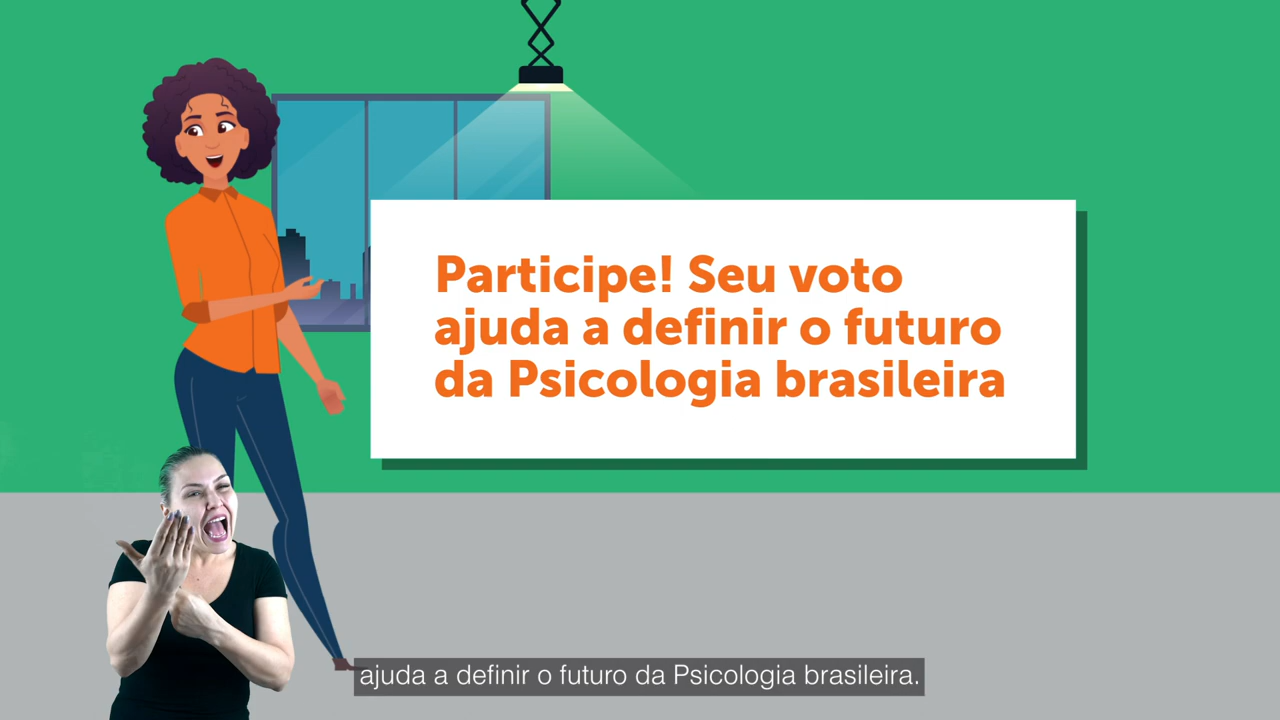 Participe! Seu voto
ajuda a definir o futuro
da Psicologia brasileira
ajuda a definir o futuro da Psicologia brasileira.